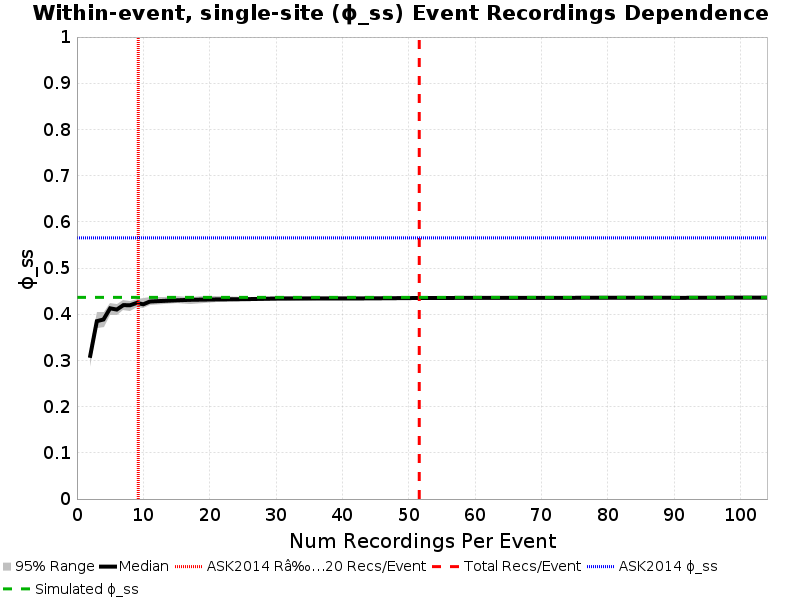 Within-event, single-site (ϕ_ss) Event Recordings Dependence
1
0.9
0.8
0.7
0.6
0.5
0.4
0.3
0.2
0.1
0
ϕ_ss
0 10 20 30 40 50 60 70 80 90 100
Num Recordings Per Event
95% Range Median ASK2014 Râ‰…20 Recs/Event Total Recs/Event ASK2014 ϕ_ss
Simulated ϕ_ss